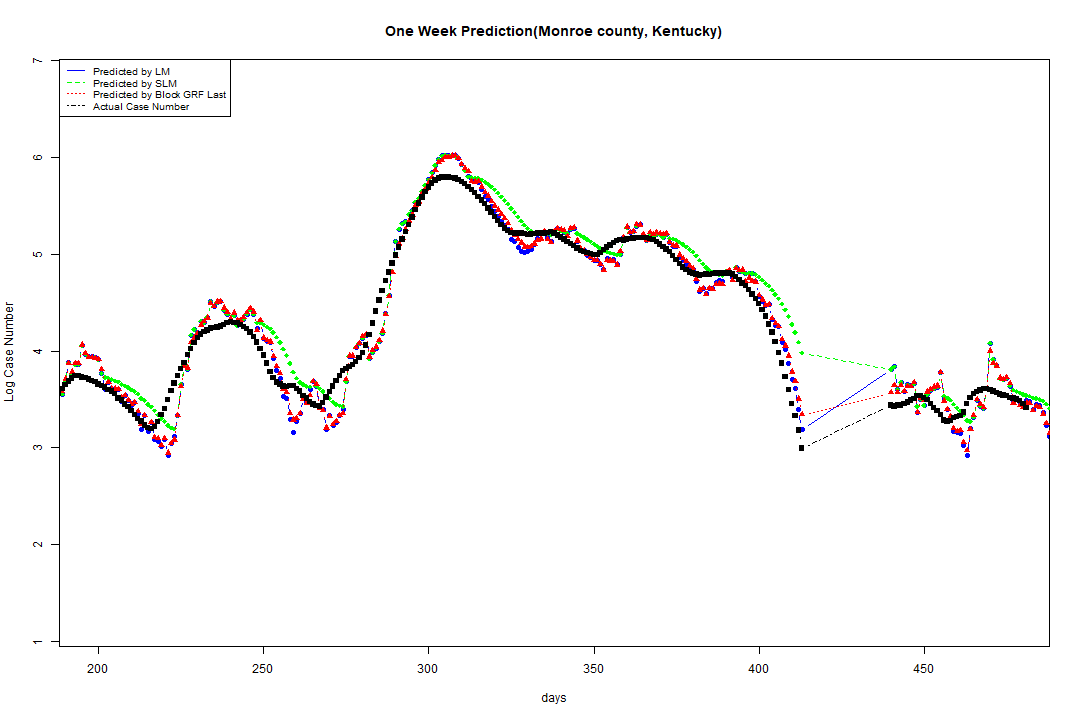 One Week Prediction(Monroe county, Kentucky)
Predicted by LM
Predicted by SLM
Predicted by Block GRF Last
Actual Case Number
Log Case Number
7
6
5
4
3
2
1
200 250 300 350 400 450
days